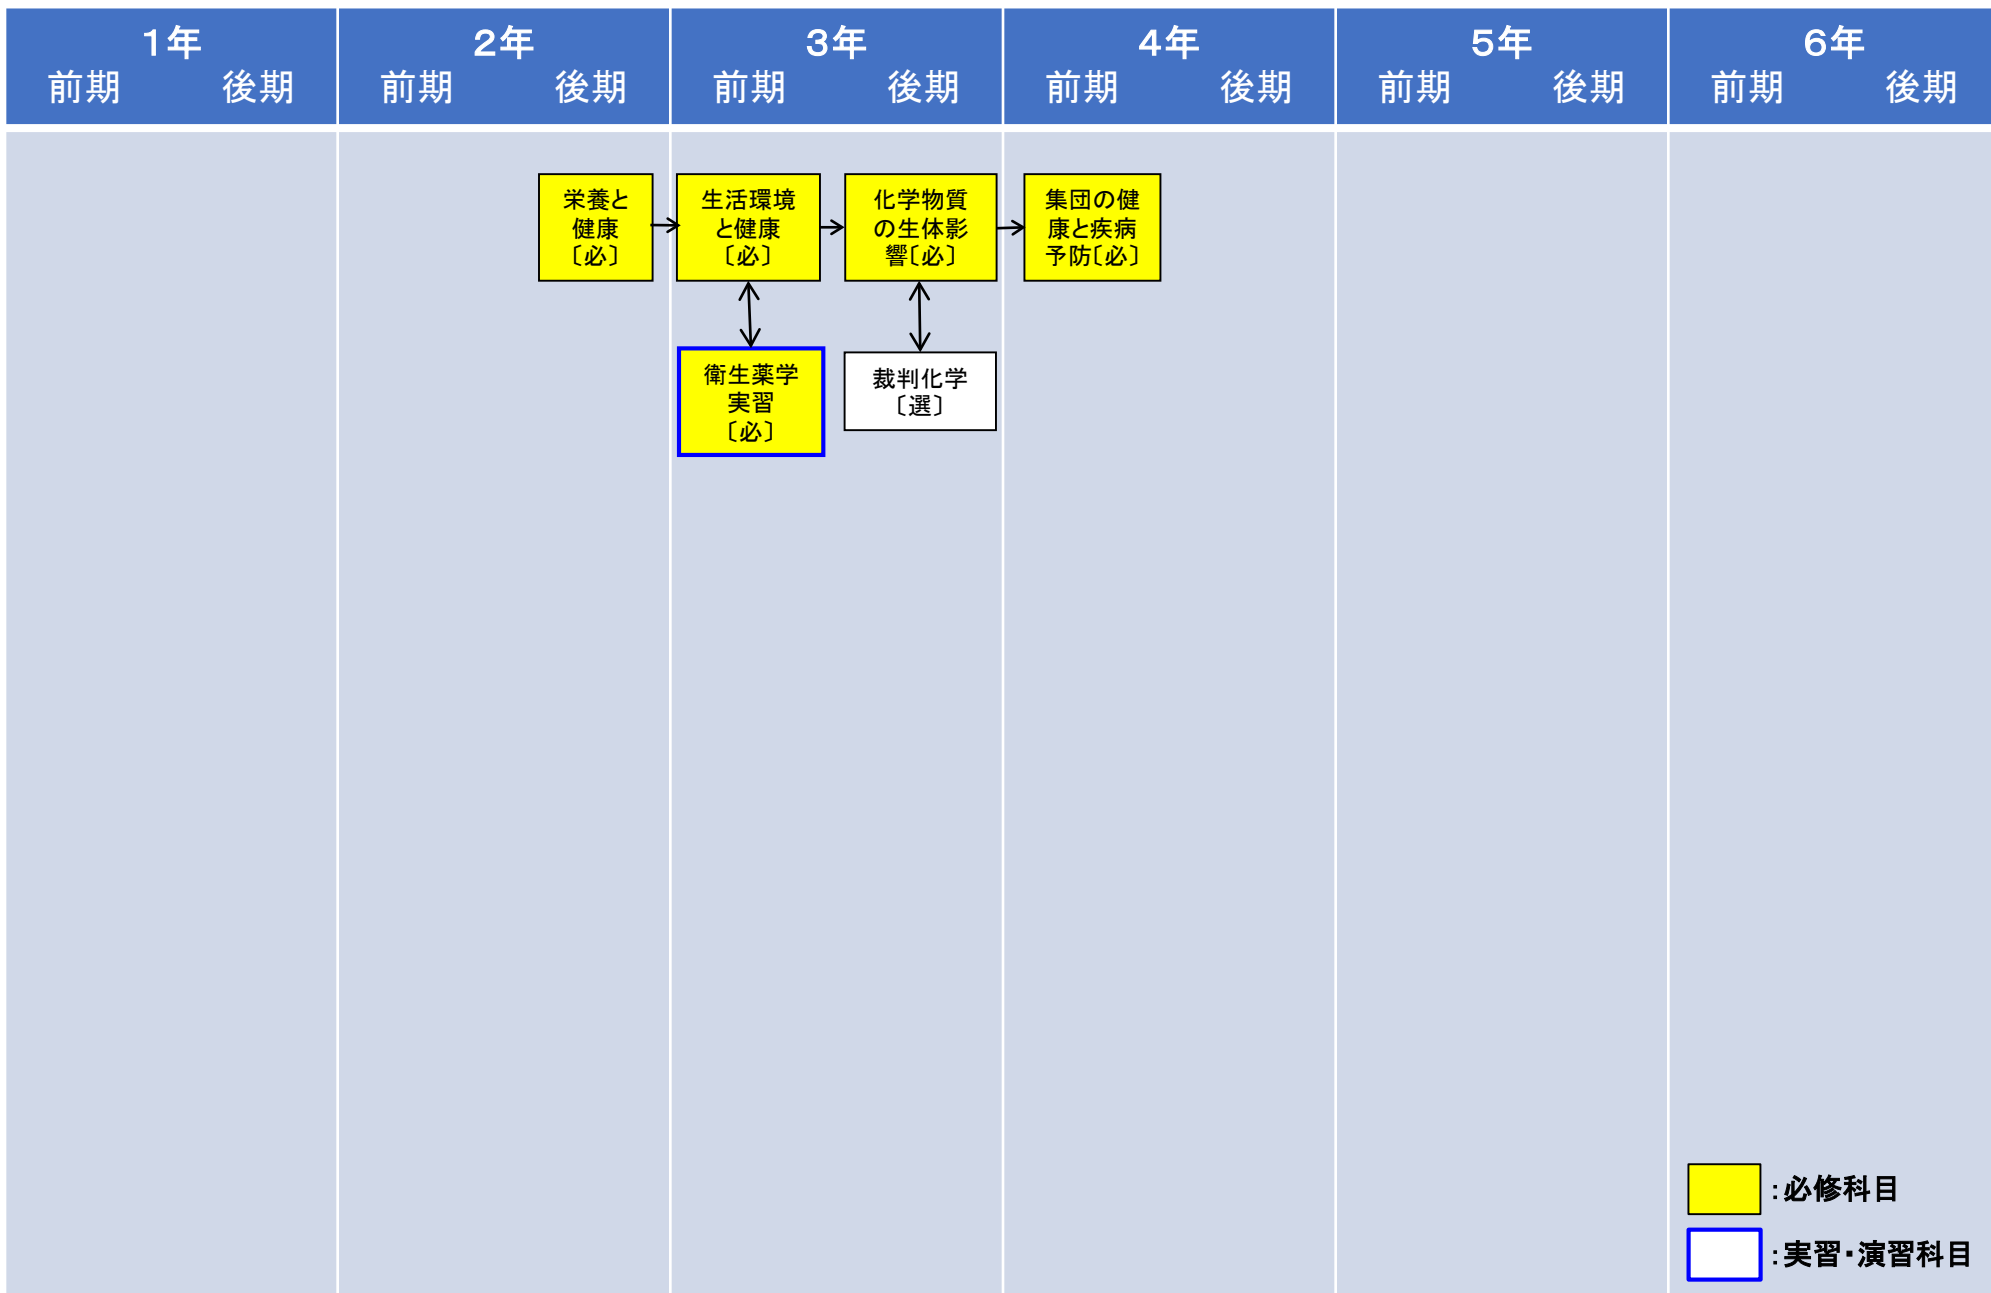 1年
前期 後期
2年
前期 後期
3年
前期 後期
4年
前期 後期
5年
前期 後期
6年
前期 後期
栄養と
健康
〔必〕
生活環境
と健康
〔必〕
化学物質
の生体影
響〔必〕
集団の健
康と疾病
予防〔必〕
衛生薬学
実習
〔必〕
裁判化学
〔選〕
：必修科目
：実習・演習科目